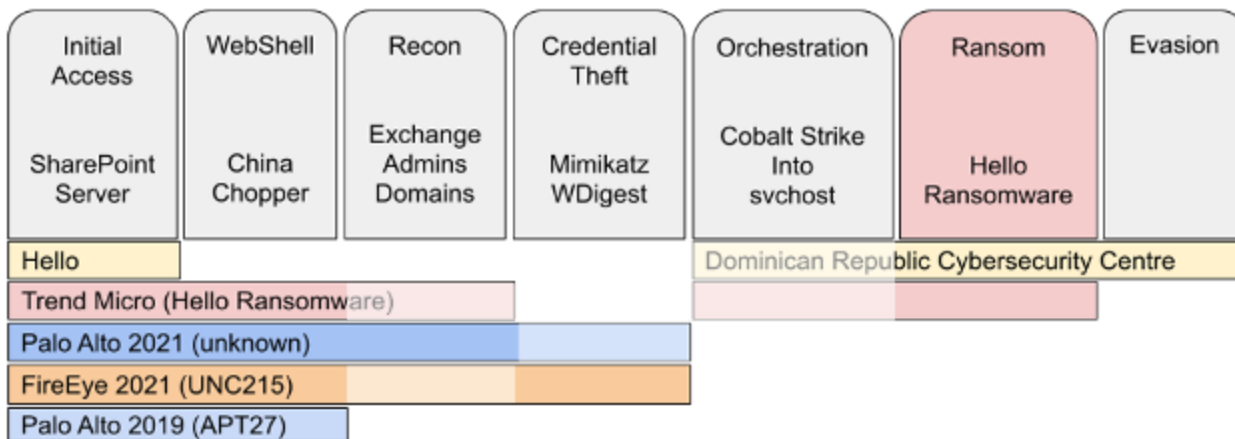 Initial
Access
SharePoint
Server
WebShell
China
Chopper
Recon
Exchange
Admins
Domains
Credential
Theft
Mimikatz
WDigest
Orchestration
Cobalt Strike
Into
svchost
Ransom
Hello
Ransomware
Evasion
Hello
Dominican Republic Cybersecurity Centre
Trend Micro (Hello Ransomware)
Palo Alto 2021 (unknown)
FireEye 2021 (UNC215)
Palo Alto 2019 (APT27)